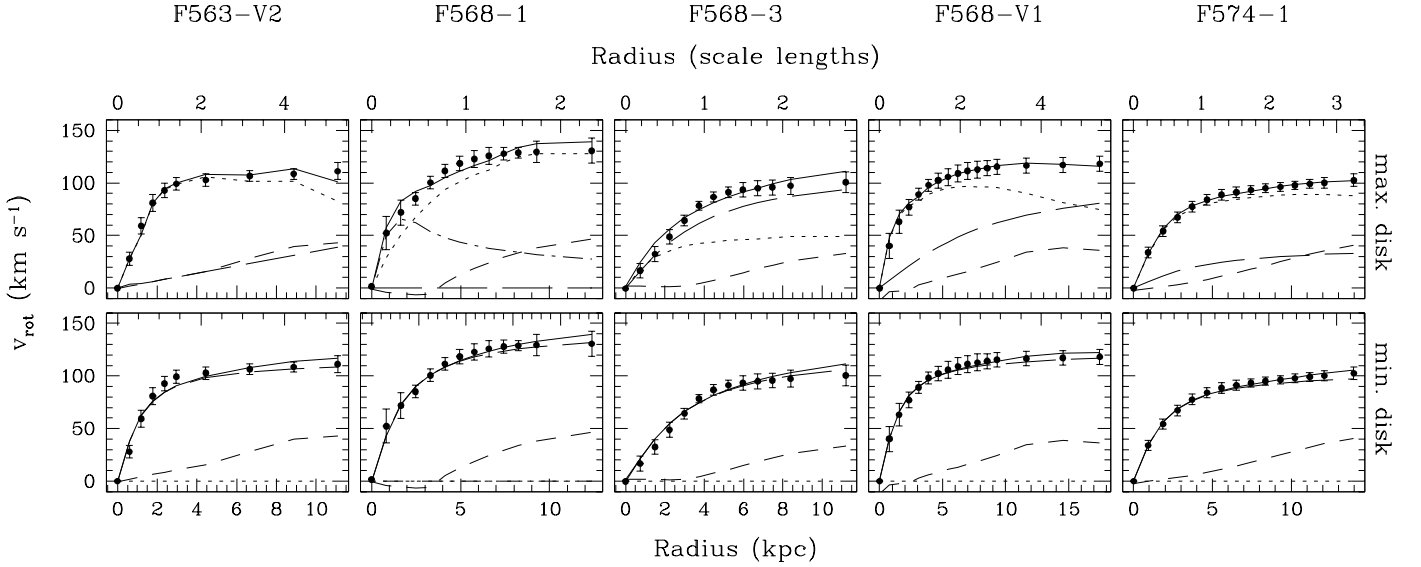 F563−V2 F568−1 F568−3 F568−V1 F574−1
Radius (scale lengths)
0 2 4 0 1 2 0 1 2 0 2 4 0 1 2 3
150
100
50
0
max. disk
v_rot (km s⁻¹)
150
100
50
0
min. disk
0 2 4 6 8 10 0 5 10 0 2 4 6 8 10 0 5 10 15 0 5 10
Radius (kpc)